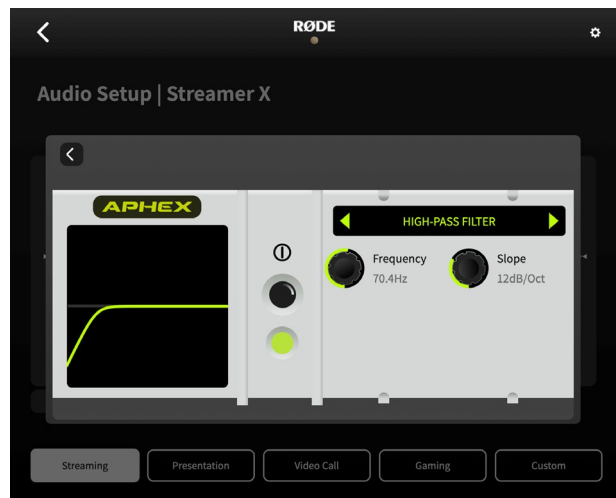 RØDE
Audio Setup | Streamer X
APHEX
HIGH-PASS FILTER
Frequency
70.4Hz
Slope
12dB/Oct
Streaming
Presentation
Video Call
Gaming
Custom